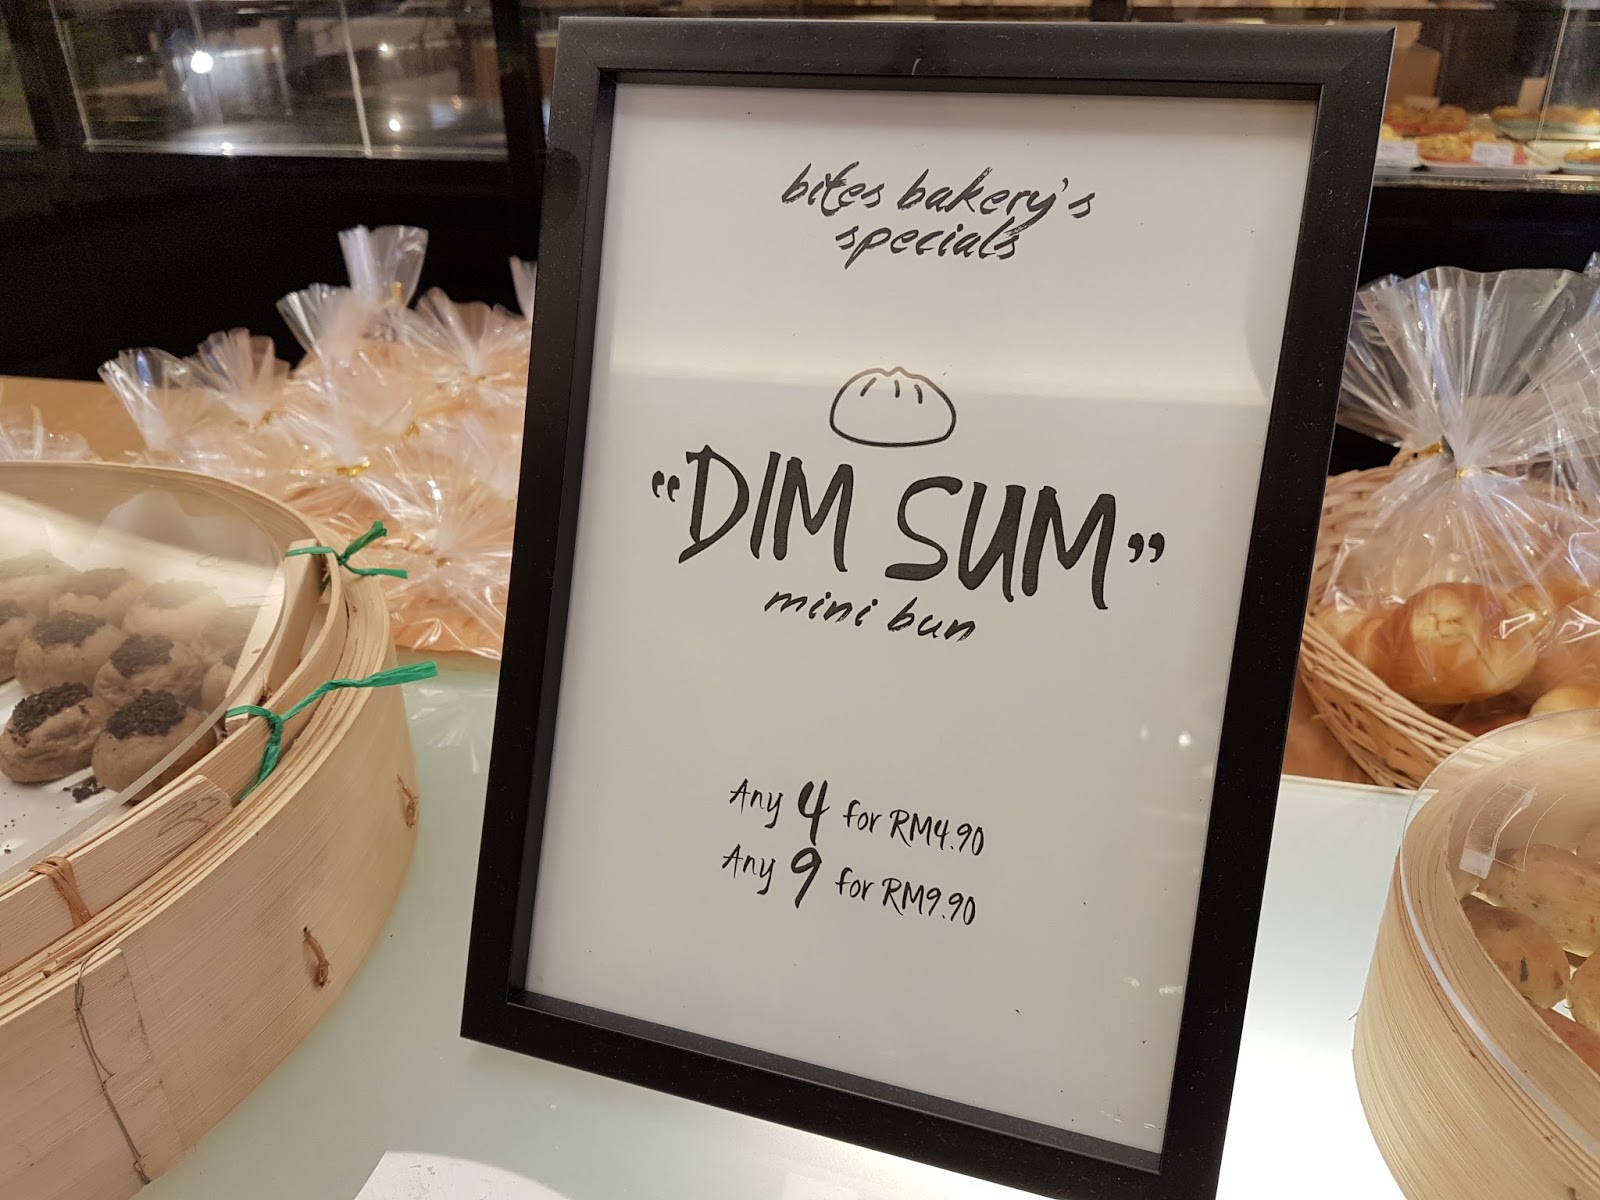 bites bakery's
specials
"DIM SUM"
mini bun
Any 4 for RM4.90
Any 9 for RM9.90